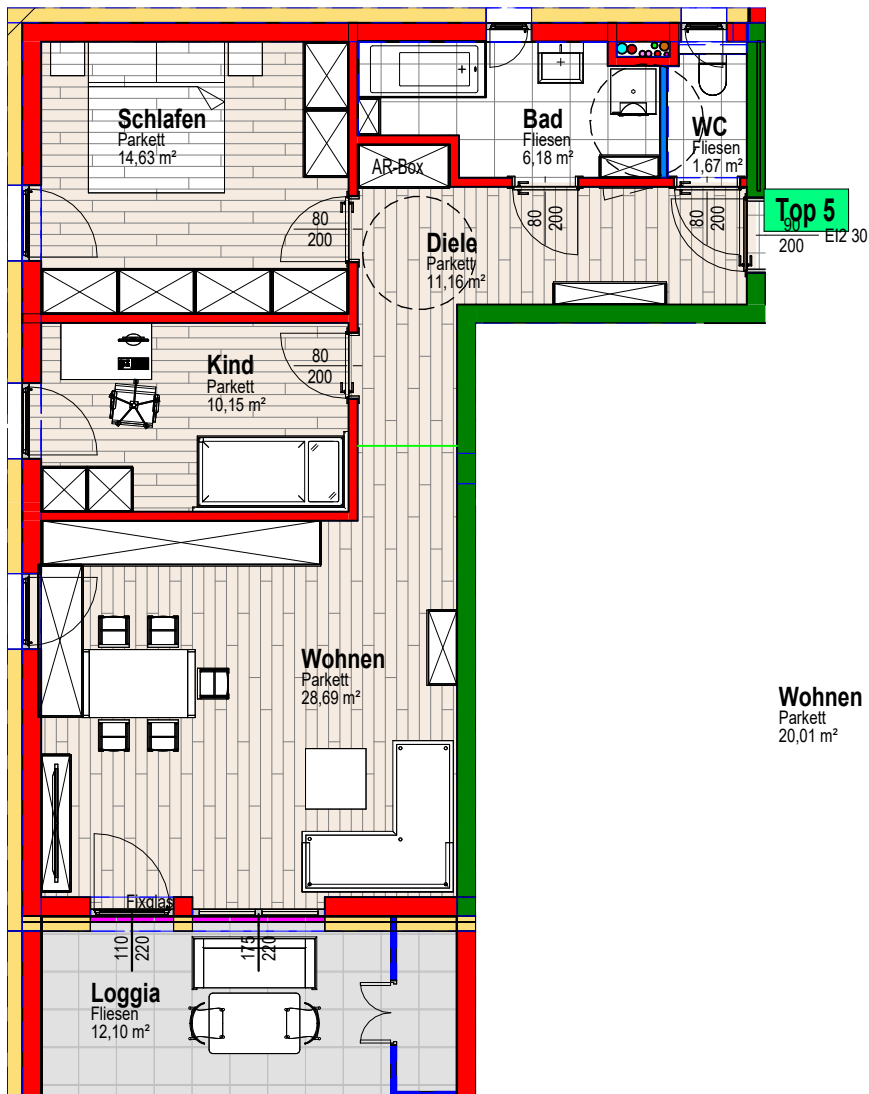 Schlafen
Parkett
14,63 m²
Bad
Fliesen
6,18 m²
WC
Fliesen
1,67 m²
AR-Box
Top 5
90
200
EI2 30
80
200
80
200
80
200
Diele
Parkett
11,16 m²
Kind
Parkett
10,15 m²
80
200
Wohnen
Parkett
28,69 m²
Wohnen
Parkett
20,01 m²
Fixglas
110
220
175
220
Loggia
Fliesen
12,10 m²